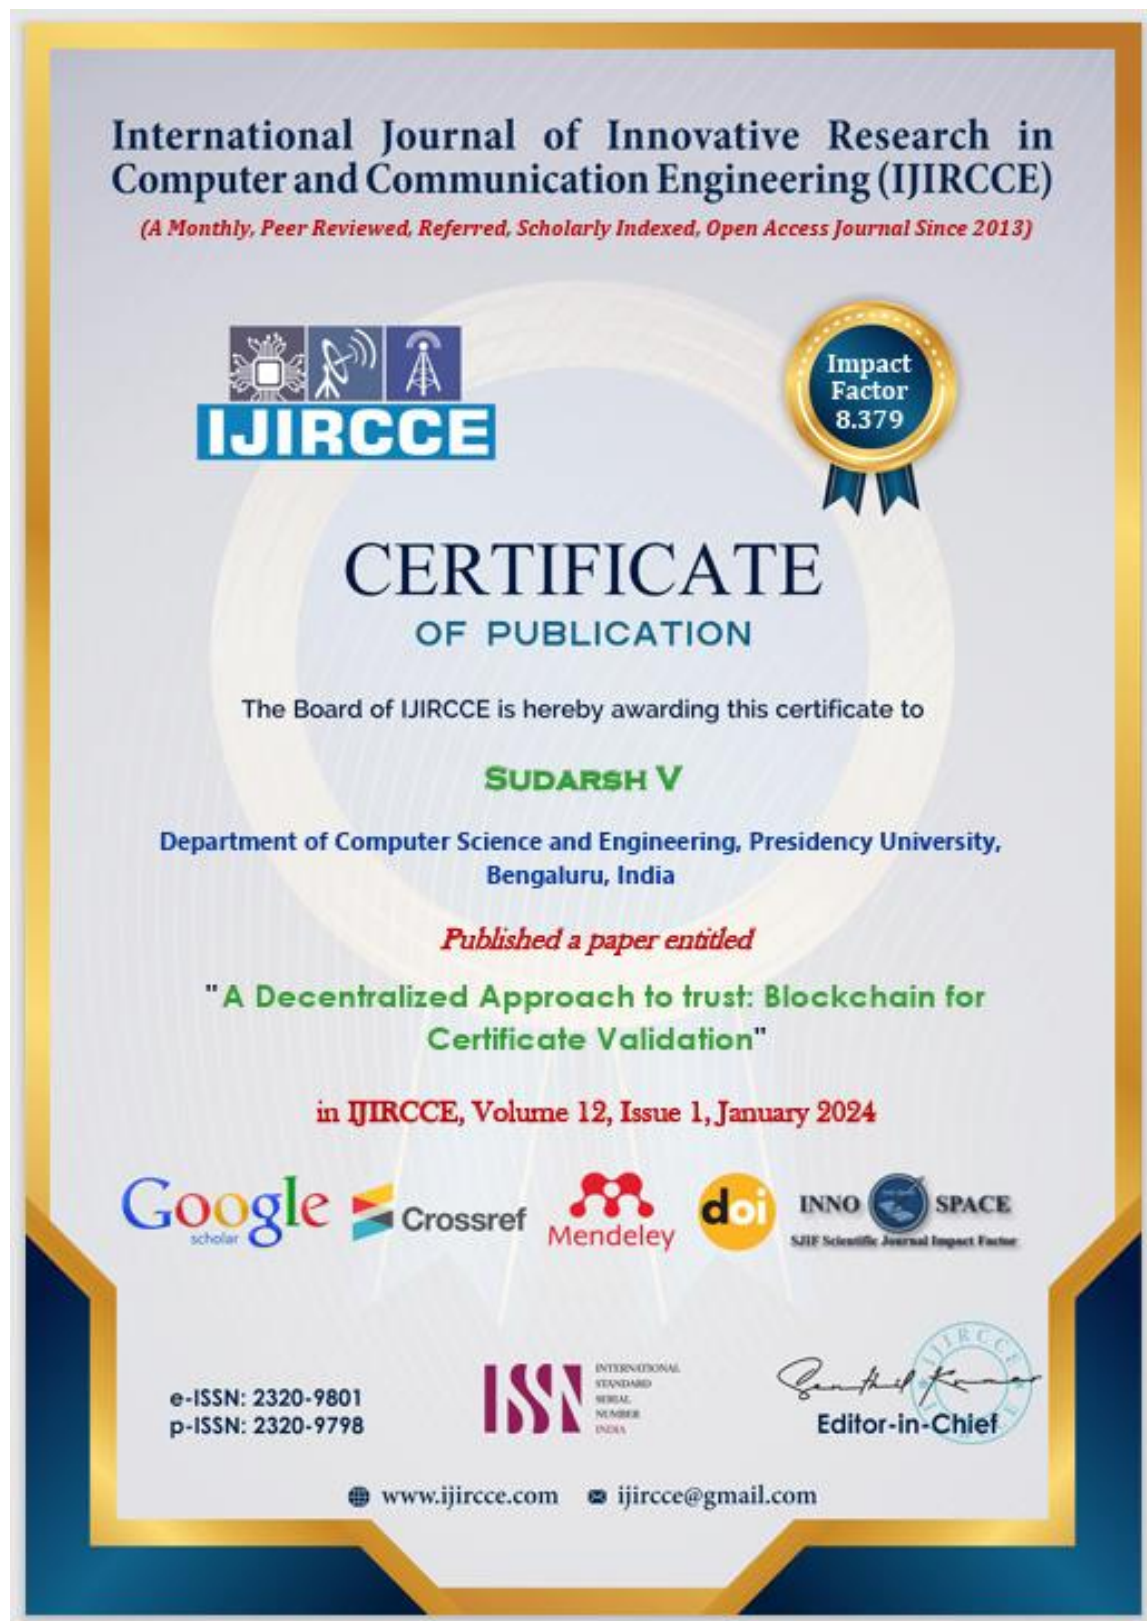 International Journal of Innovative Research in
Computer and Communication Engineering (IJIRCCE)
(A Monthly, Peer Reviewed, Referred, Scholarly Indexed, Open Access Journal Since 2013)
IJIRCCE
Impact
Factor
8.379
CERTIFICATE
OF PUBLICATION
The Board of IJIRCCE is hereby awarding this certificate to
SUDARSH V
Department of Computer Science and Engineering, Presidency University,
Bengaluru, India
Published a paper entitled
"A Decentralized Approach to trust: Blockchain for
Certificate Validation"
in IJIRCCE, Volume 12, Issue 1, January 2024
Google
scholar
Crossref
Mendeley
doi
INNO SPACE
SJIF Scientific Journal Impact Factor
e-ISSN: 2320-9801
p-ISSN: 2320-9798
ISSN
INTERNATIONAL
STANDARD
SERIAL
NUMBER
INDIA
Senthil Kumar
IJIRCCE
Editor-in-Chief
www.ijircce.com ijircce@gmail.com